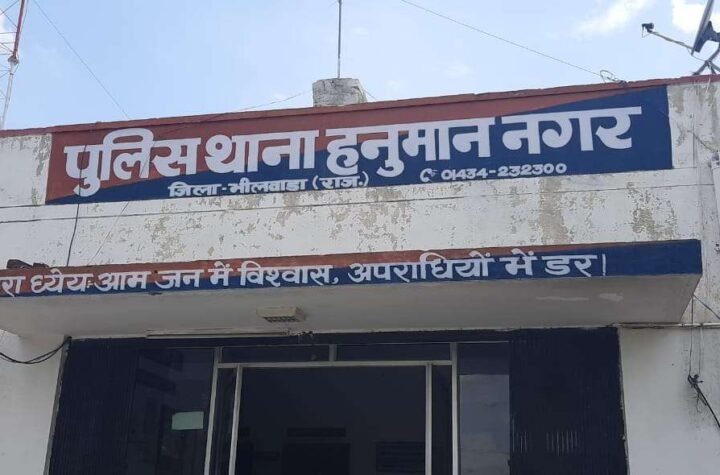 पुलिस थाना हनुमान नगर
जिला-भीलवाडा (राज.) ✆ 01434-232300
रा ध्येय आम जन में विश्वास, अपराधियों में डर।